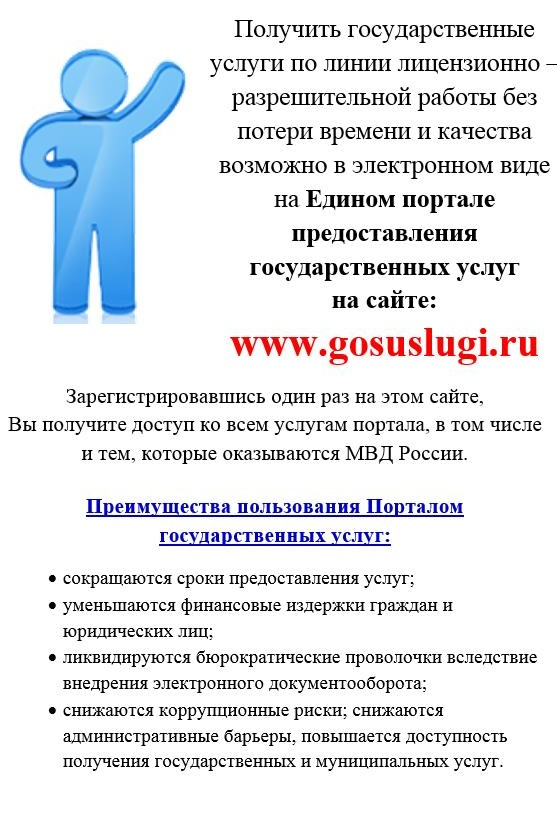 Получить государственные
услуги по линии лицензионно –
разрешительной работы без
потери времени и качества
возможно в электронном виде
на Едином портале
предоставления
государственных услуг
на сайте:
www.gosuslugi.ru
Зарегистрировавшись один раз на этом сайте,
Вы получите доступ ко всем услугам портала, в том числе
и тем, которые оказываются МВД России.
Преимущества пользования Порталом
государственных услуг:
• сокращаются сроки предоставления услуг;
• уменьшаются финансовые издержки граждан и
юридических лиц;
• ликвидируются бюрократические проволочки вследствие
внедрения электронного документооборота;
• снижаются коррупционные риски; снижаются
административные барьеры, повышается доступность
получения государственных и муниципальных услуг.